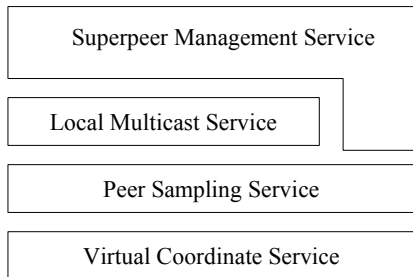 Superpeer Management Service
Local Multicast Service
Peer Sampling Service
Virtual Coordinate Service